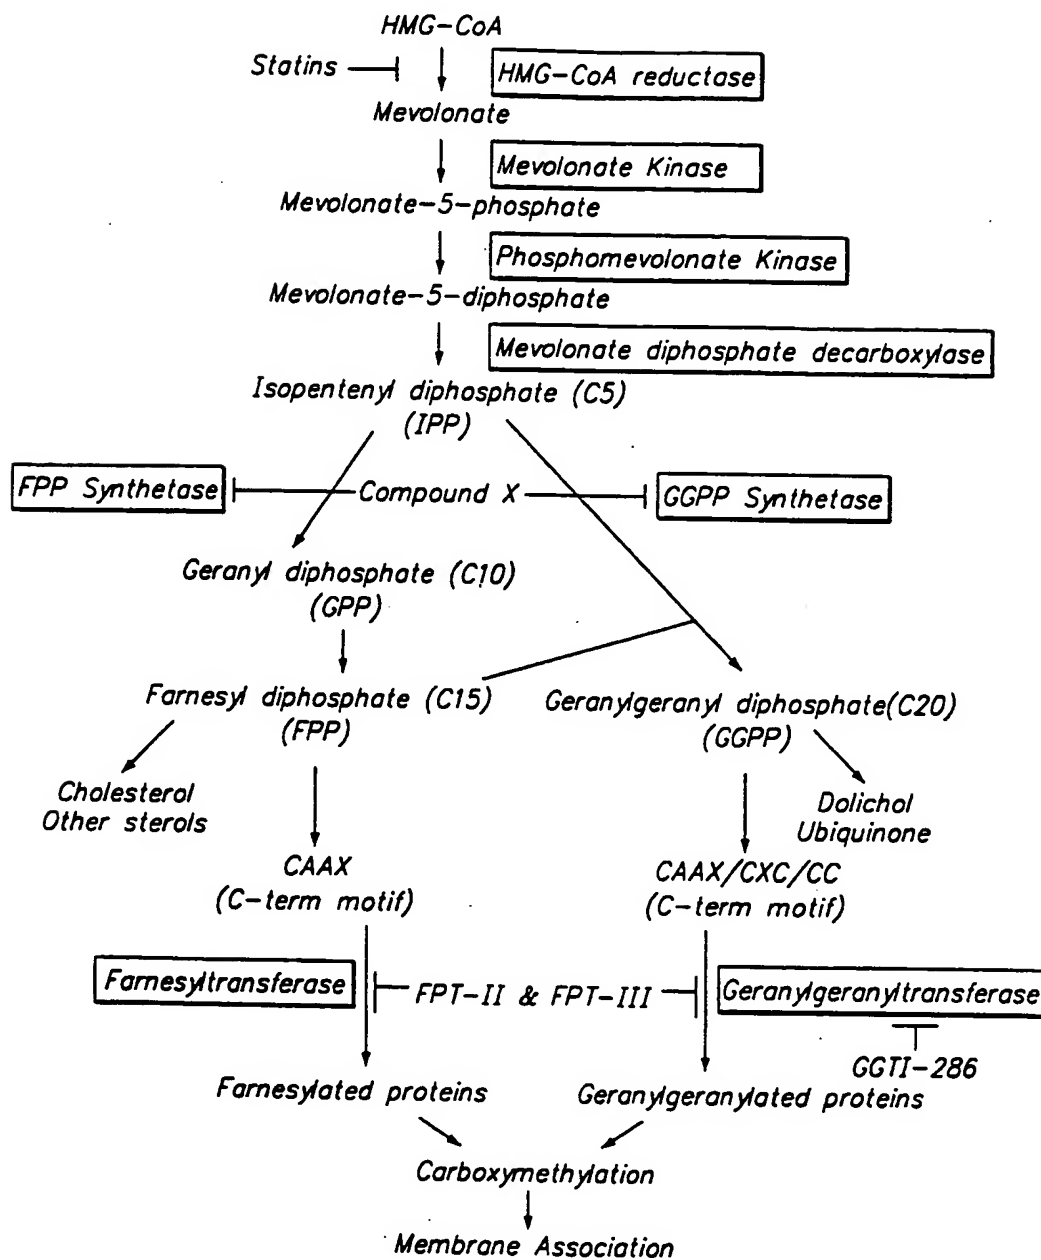 HMG-CoA
Statins
HMG-CoA reductase
Mevolonate
Mevolonate Kinase
Mevolonate-5-phosphate
Phosphomevolonate Kinase
Mevolonate-5-diphosphate
Mevolonate diphosphate decarboxylase
Isopentenyl diphosphate (C5)
(IPP)
FPP Synthetase
Compound X
GGPP Synthetase
Geranyl diphosphate (C10)
(GPP)
Farnesyl diphosphate (C15)
(FPP)
Geranylgeranyl diphosphate(C20)
(GGPP)
Cholesterol
Other sterols
Dolichol
Ubiquinone
CAAX
(C-term motif)
CAAX/CXC/CC
(C-term motif)
Farnesyltransferase
FPT-II & FPT-III
Geranylgeranyltransferase
GGTI-286
Farnesylated proteins
Geranylgeranylated proteins
Carboxymethylation
Membrane Association